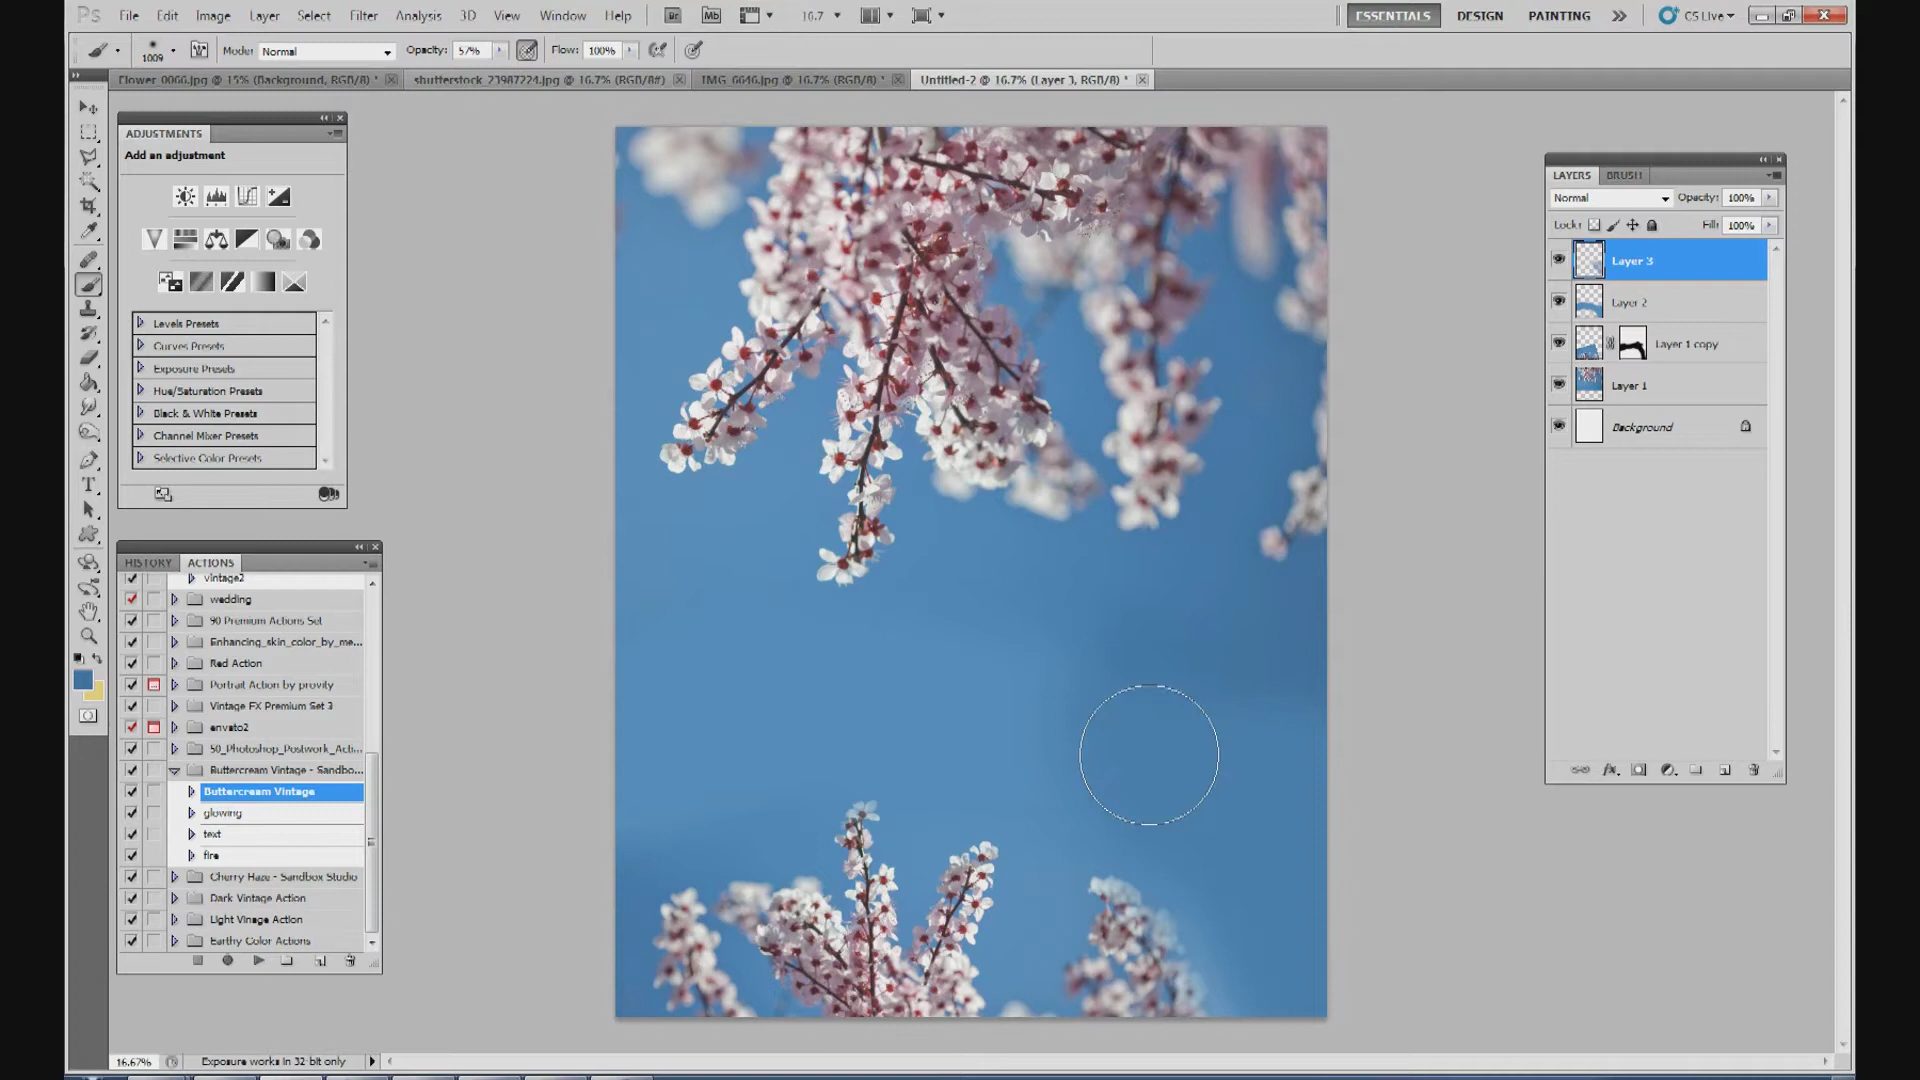 Ps File Edit Image Layer Select Filter Analysis 3D View Window Help Br Mb 16.7 ESSENTIALS DESIGN PAINTING CS Live
1009 Mode: Normal Opacity: 57% Flow: 100%
Flower_0066.jpg @ 15% (Background, RGB/8) * shutterstock_23987224.jpg @ 16.7% (RGB/8#) IMG_6646.jpg @ 16.7% (RGB/8) * Untitled-2 @ 16.7% (Layer 3, RGB/8) *
ADJUSTMENTS
Add an adjustment
Levels Presets
Curves Presets
Exposure Presets
Hue/Saturation Presets
Black & White Presets
Channel Mixer Presets
Selective Color Presets
HISTORY ACTIONS
vintage2
wedding
90 Premium Actions Set
Enhancing_skin_color_by_me...
Red Action
Portrait Action by provity
Vintage FX Premium Set 3
envato2
50_Photoshop_Postwork_Acti...
Buttercream Vintage - Sandbo...
Buttercream Vintage
glowing
text
fire
Cherry Haze - Sandbox Studio
Dark Vintage Action
Light Vinage Action
Earthy Color Actions
LAYERS BRUSH
Normal Opacity: 100%
Lock: Fill: 100%
Layer 3
Layer 2
Layer 1 copy
Layer 1
Background
fx
16.67% Exposure works in 32-bit only